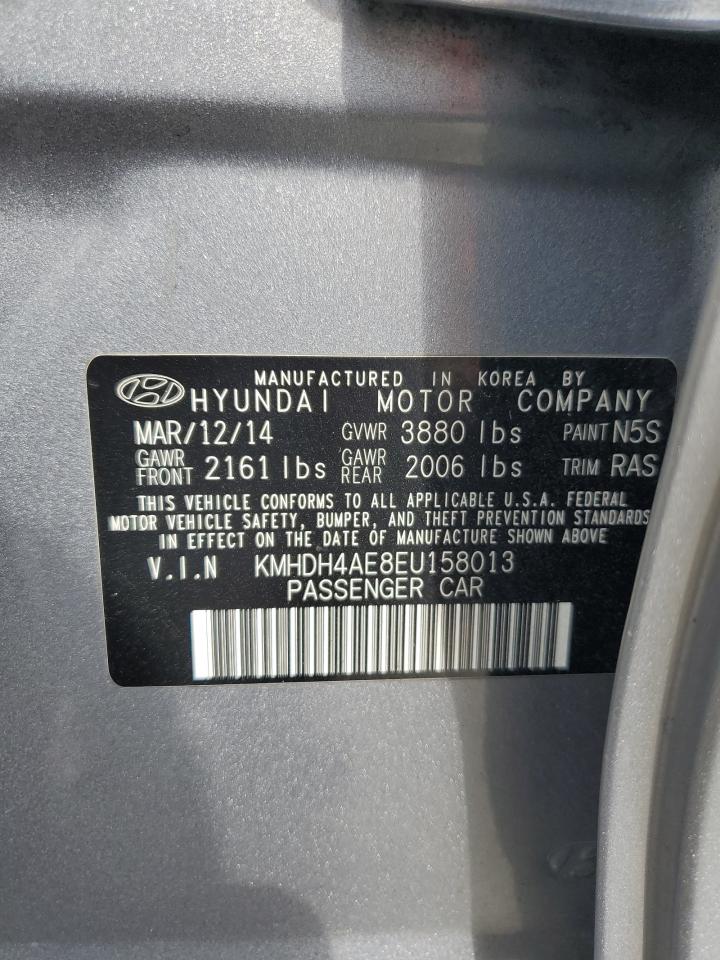 MANUFACTURED IN KOREA BY
HYUNDAI MOTOR COMPANY
MAR/12/14 GVWR 3880 lbs PAINT N5S
GAWR FRONT 2161 lbs GAWR REAR 2006 lbs TRIM RAS
THIS VEHICLE CONFORMS TO ALL APPLICABLE U.S.A. FEDERAL
MOTOR VEHICLE SAFETY, BUMPER, AND THEFT PREVENTION STANDARDS
IN EFFECT ON THE DATE OF MANUFACTURE SHOWN ABOVE
V.I.N KMHDH4AE8EU158013
PASSENGER CAR